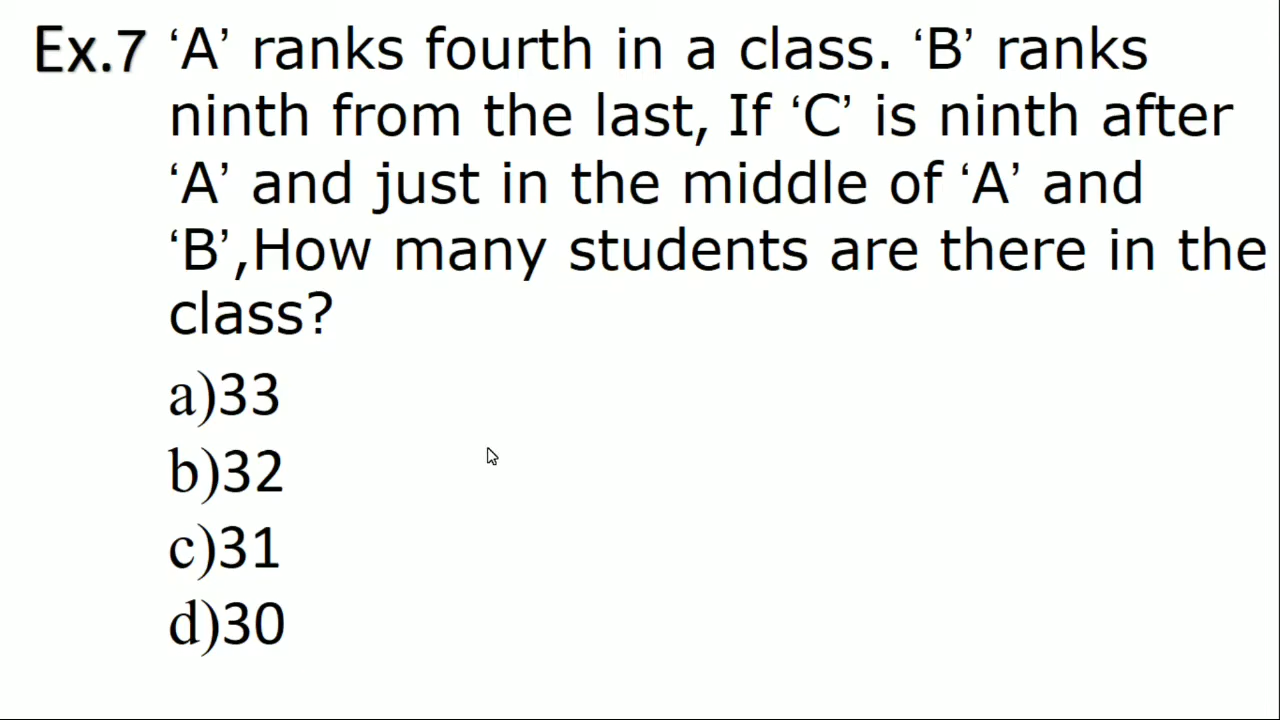 Ex.7 ‘A’ ranks fourth in a class. ‘B’ ranks
ninth from the last, If ‘C’ is ninth after
‘A’ and just in the middle of ‘A’ and
‘B’,How many students are there in the
class?
a)33
b)32
c)31
d)30